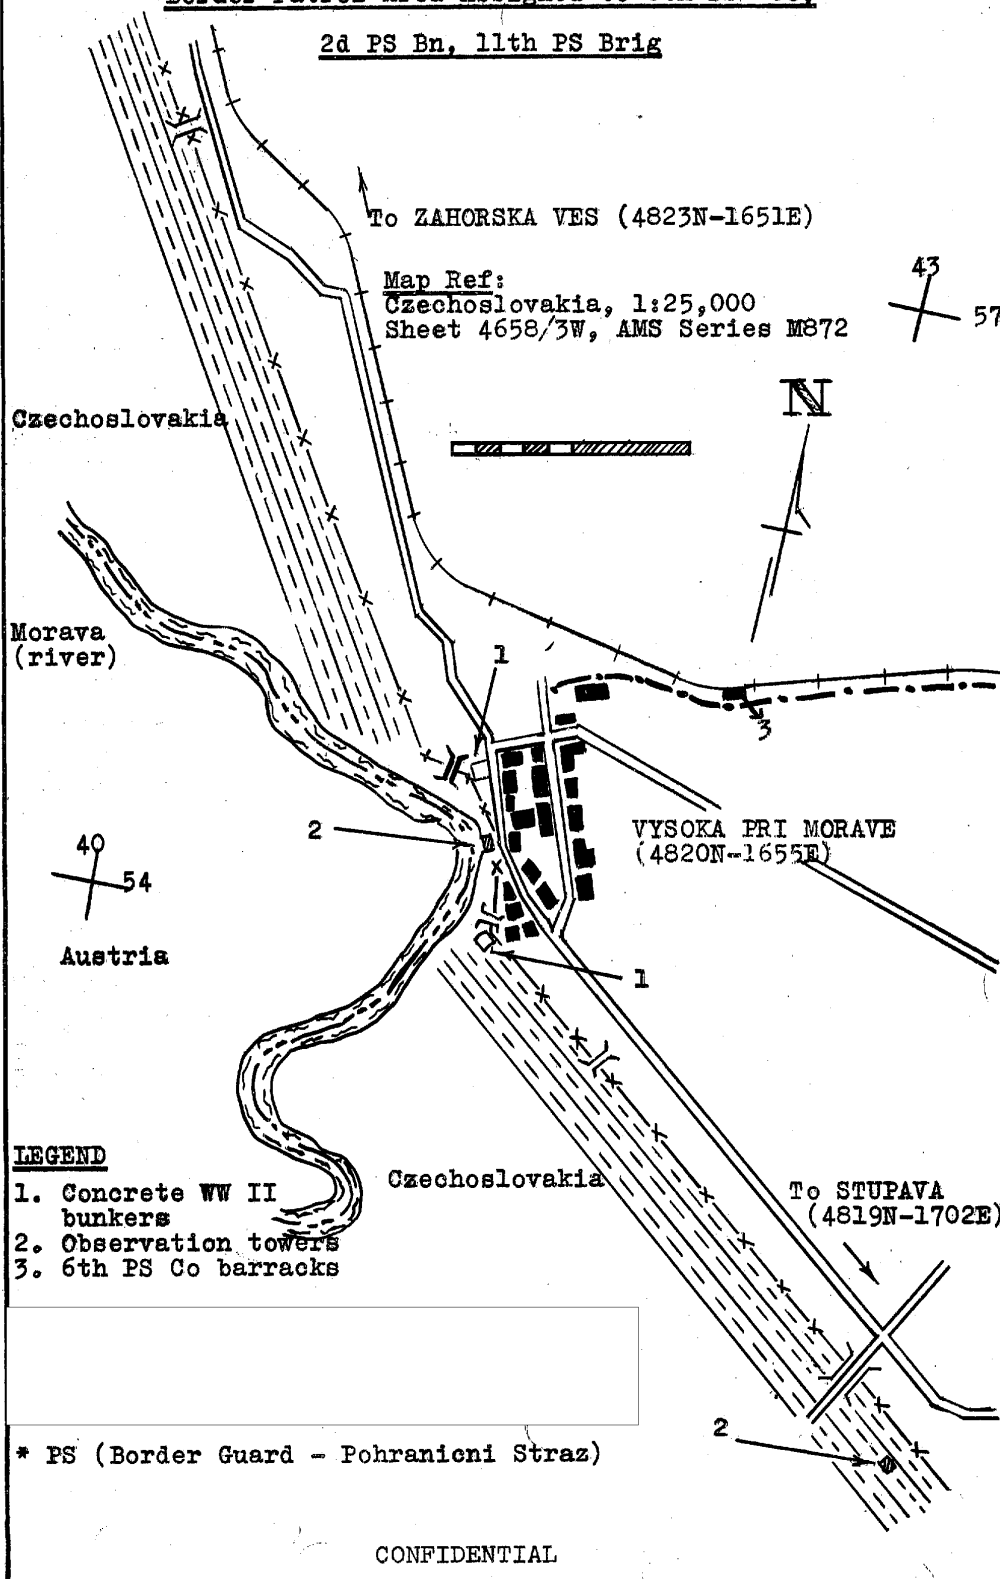 2d PS Bn, 11th PS Brig
To ZAHORSKA VES (4823N-1651E)
Map Ref:
Czechoslovakia, 1:25,000
Sheet 4658/3W, AMS Series M872
43
57
N
Czechoslovakia
Morava
(river)
1
3
2
VYSOKA PRI MORAVE
(4820N-1655E)
40
54
Austria
1
LEGEND
1. Concrete WW II
bunkers
2. Observation towers
3. 6th PS Co barracks
Czechoslovakia
To STUPAVA
(4819N-1702E)
2
* PS (Border Guard - Pohranicni Straz)
CONFIDENTIAL